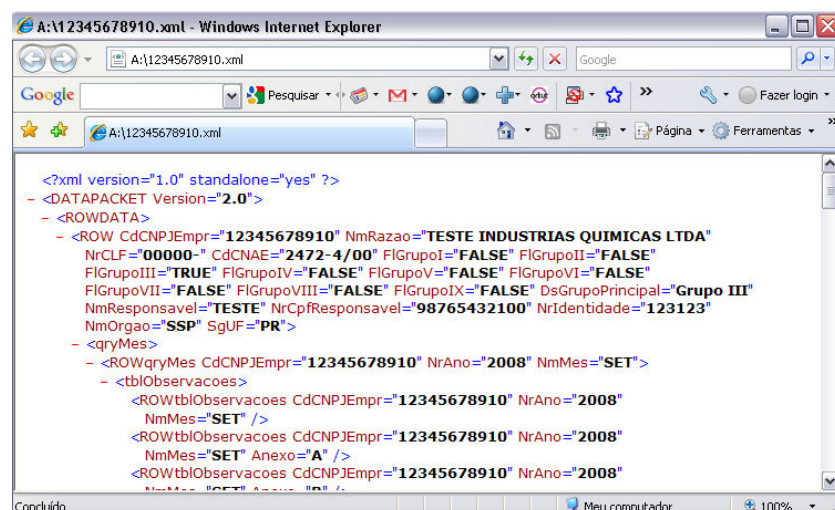 A:\12345678910.xml - Windows Internet Explorer
A:\12345678910.xml
Google
Google
Pesquisar
orkut
»
Fazer login
A:\12345678910.xml
Página
Ferramentas
»
<?xml version="1.0" standalone="yes" ?>
- <DATAPACKET Version="2.0">
- <ROWDATA>
- <ROW CdCNPJEmpr="12345678910" NmRazao="TESTE INDUSTRIAS QUIMICAS LTDA"
NrCLF="00000-" CdCNAE="2472-4/00" FlGrupoI="FALSE" FlGrupoII="FALSE"
FlGrupoIII="TRUE" FlGrupoIV="FALSE" FlGrupoV="FALSE" FlGrupoVI="FALSE"
FlGrupoVII="FALSE" FlGrupoVIII="FALSE" FlGrupoIX="FALSE" DsGrupoPrincipal="Grupo III"
NmResponsavel="TESTE" NrCpfResponsavel="98765432100" NrIdentidade="123123"
NmOrgao="SSP" SgUF="PR">
- <qryMes>
- <ROWqryMes CdCNPJEmpr="12345678910" NrAno="2008" NmMes="SET">
- <tblObservacoes>
<ROWtblObservacoes CdCNPJEmpr="12345678910" NrAno="2008"
NmMes="SET" />
<ROWtblObservacoes CdCNPJEmpr="12345678910" NrAno="2008"
NmMes="SET" Anexo="A" />
<ROWtblObservacoes CdCNPJEmpr="12345678910" NrAno="2008"
NmMes="SET" Anexo="B" />
Concluído
Meu computador
100%